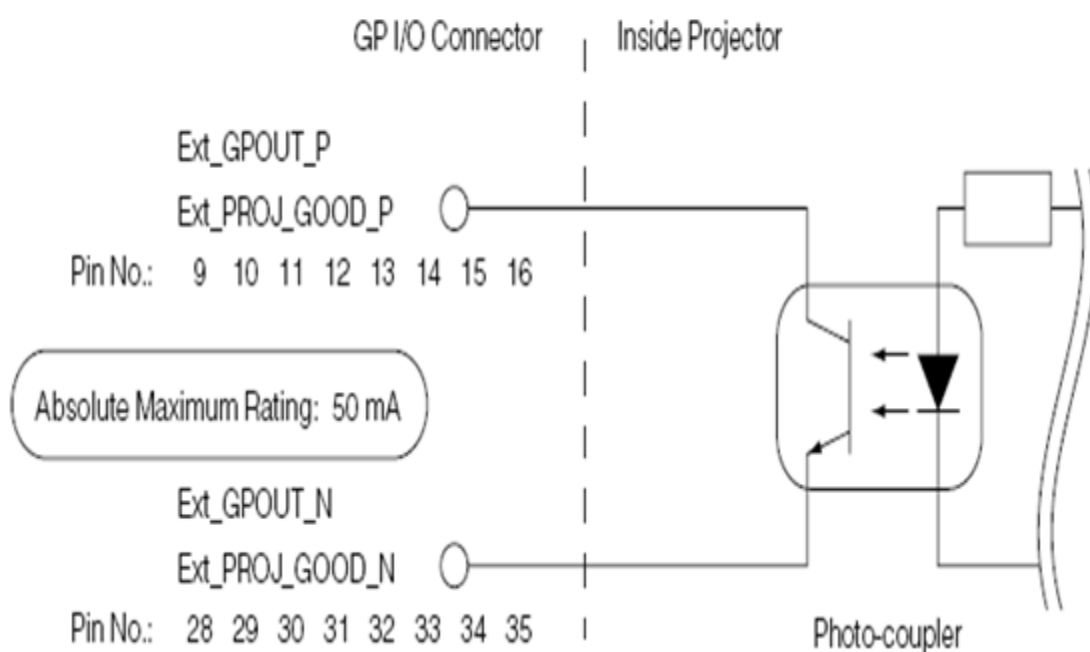 GP I/O Connector
Inside Projector
Ext_GPOUT_P
Ext_PROJ_GOOD_P
Pin No.: 9 10 11 12 13 14 15 16
Absolute Maximum Rating: 50 mA
Ext_GPOUT_N
Ext_PROJ_GOOD_N
Pin No.: 28 29 30 31 32 33 34 35
Photo-coupler